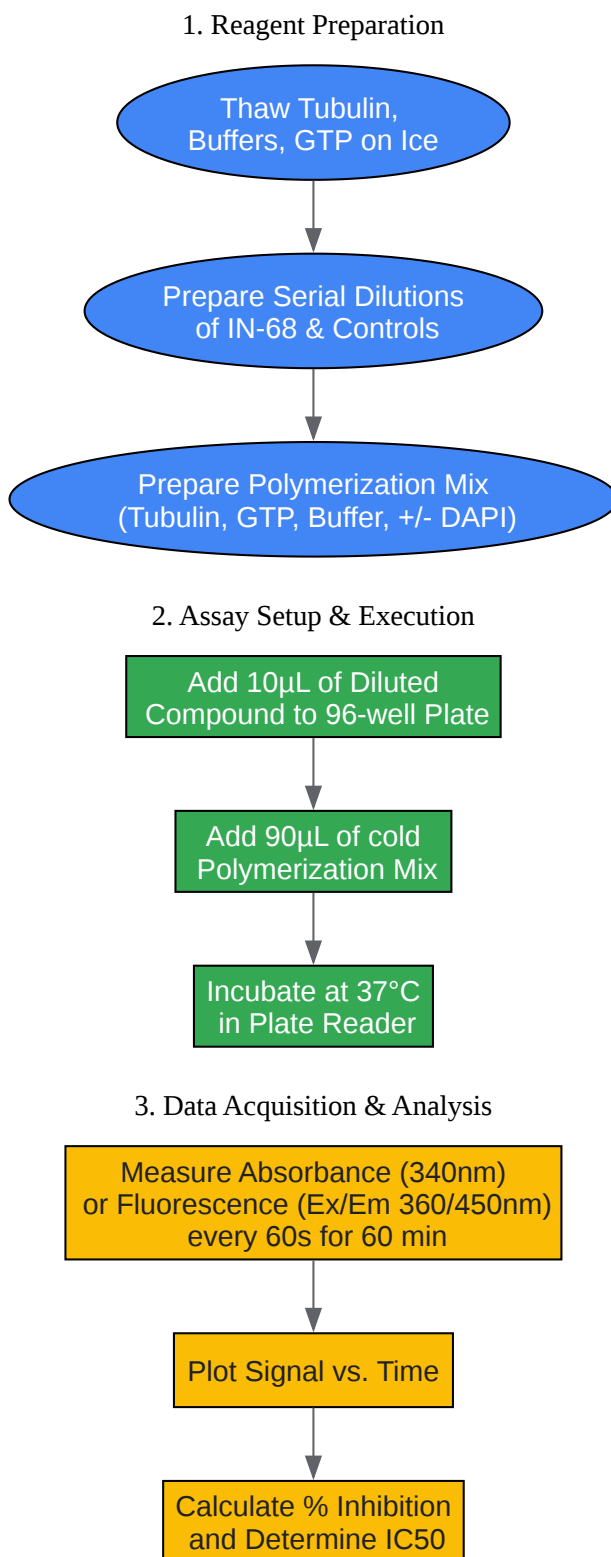 1. Reagent Preparation
Thaw Tubulin,
Buffers, GTP on Ice
Prepare Serial Dilutions
of IN-68 & Controls
Prepare Polymerization Mix
(Tubulin, GTP, Buffer, +/- DAPI)
2. Assay Setup & Execution
Add 10µL of Diluted
Compound to 96-well Plate
Add 90µL of cold
Polymerization Mix
Incubate at 37°C
in Plate Reader
3. Data Acquisition & Analysis
Measure Absorbance (340nm)
or Fluorescence (Ex/Em 360/450nm)
every 60s for 60 min
Plot Signal vs. Time
Calculate % Inhibition
and Determine IC50